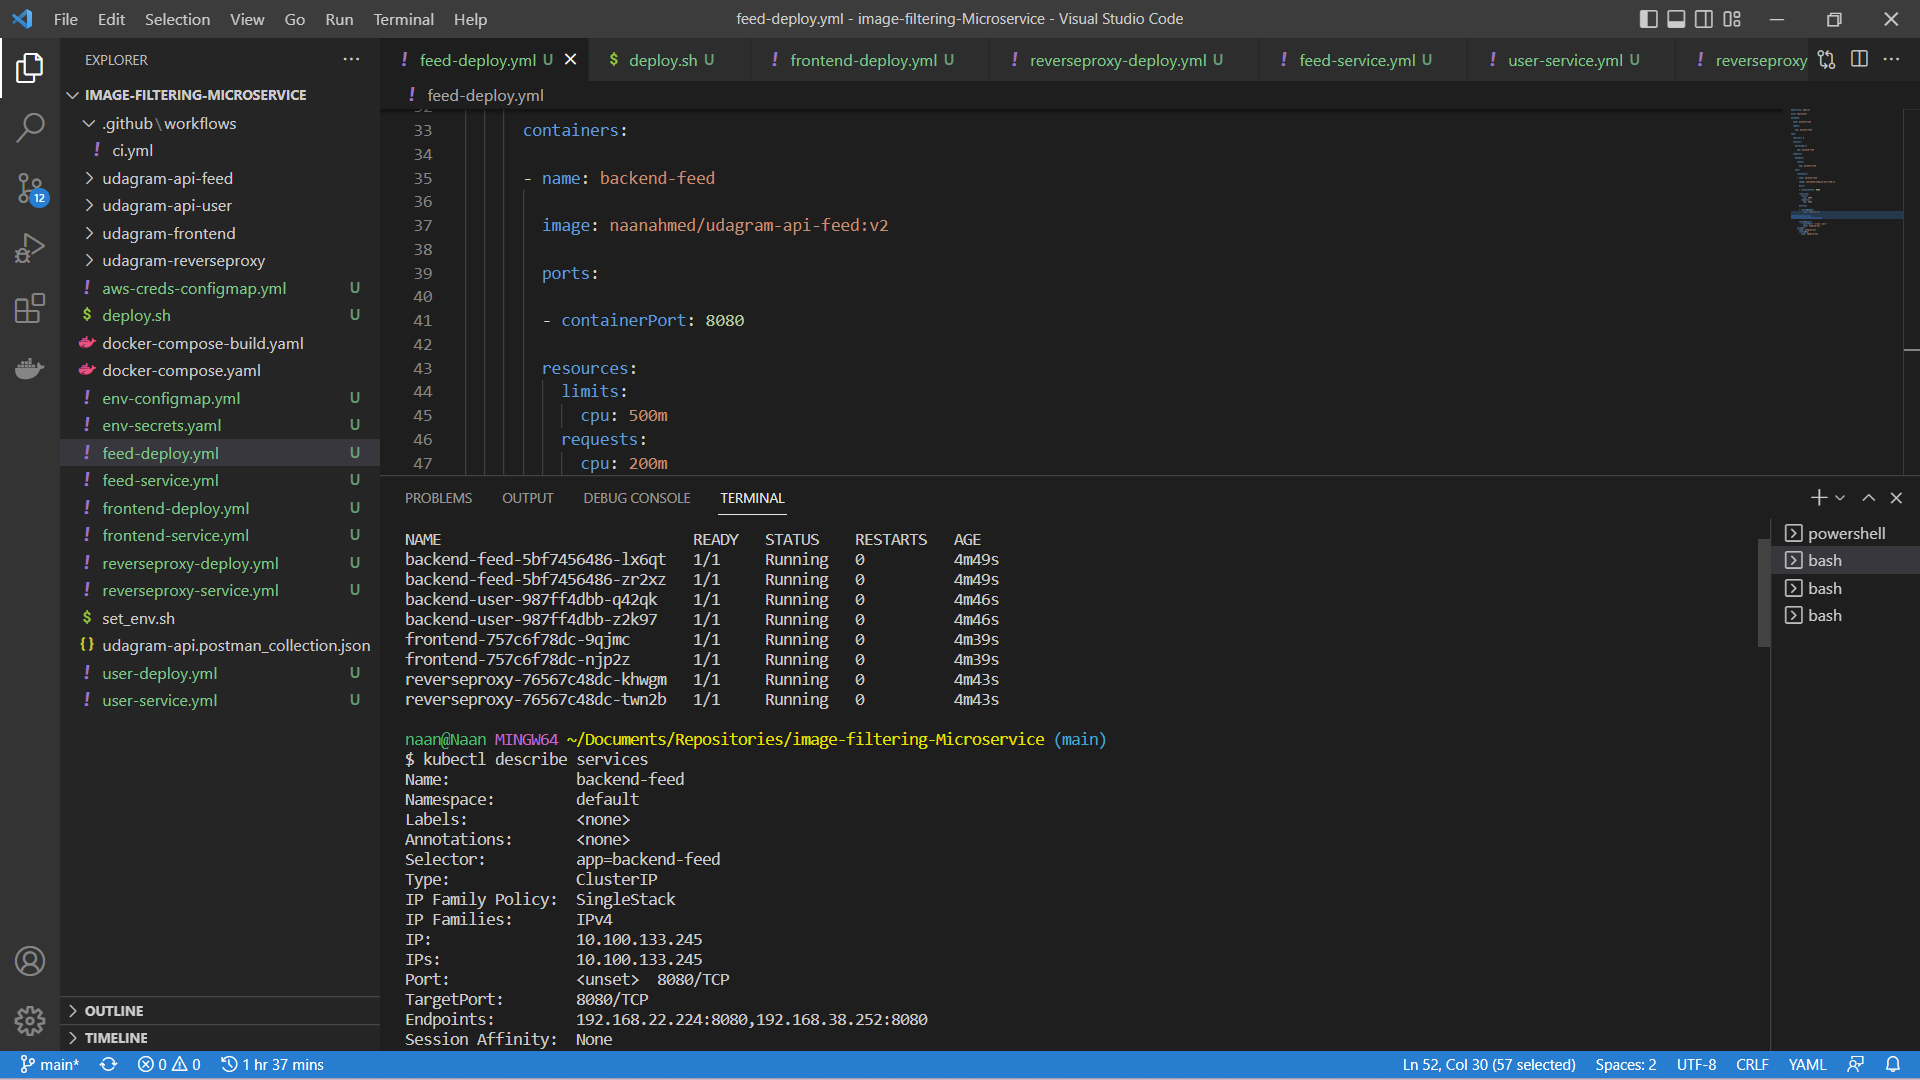 File Edit Selection View Go Run Terminal Help
feed-deploy.yml - image-filtering-Microservice - Visual Studio Code
EXPLORER
IMAGE-FILTERING-MICROSERVICE
.github\workflows
! ci.yml
udagram-api-feed
udagram-api-user
udagram-frontend
udagram-reverseproxy
! aws-creds-configmap.yml U
$ deploy.sh U
docker-compose-build.yaml
docker-compose.yaml
! env-configmap.yml U
! env-secrets.yaml U
! feed-deploy.yml U
! feed-service.yml U
! frontend-deploy.yml U
! frontend-service.yml U
! reverseproxy-deploy.yml U
! reverseproxy-service.yml U
$ set_env.sh
{} udagram-api.postman_collection.json
! user-deploy.yml U
! user-service.yml U
OUTLINE
TIMELINE
12
! feed-deploy.yml U $ deploy.sh U ! frontend-deploy.yml U ! reverseproxy-deploy.yml U ! feed-service.yml U ! user-service.yml U ! reverseproxy
! feed-deploy.yml
32
33 containers:
34
35 - name: backend-feed
36
37 image: naanahmed/udagram-api-feed:v2
38
39 ports:
40
41 - containerPort: 8080
42
43 resources:
44 limits:
45 cpu: 500m
46 requests:
47 cpu: 200m
PROBLEMS OUTPUT DEBUG CONSOLE TERMINAL
NAME READY STATUS RESTARTS AGE
backend-feed-5bf7456486-lx6qt 1/1 Running 0 4m49s
backend-feed-5bf7456486-zr2xz 1/1 Running 0 4m49s
backend-user-987ff4dbb-q42qk 1/1 Running 0 4m46s
backend-user-987ff4dbb-z2k97 1/1 Running 0 4m46s
frontend-757c6f78dc-9qjmc 1/1 Running 0 4m39s
frontend-757c6f78dc-njp2z 1/1 Running 0 4m39s
reverseproxy-76567c48dc-khwgm 1/1 Running 0 4m43s
reverseproxy-76567c48dc-twn2b 1/1 Running 0 4m43s
naan@Naan MINGW64 ~/Documents/Repositories/image-filtering-Microservice (main)
$ kubectl describe services
Name: backend-feed
Namespace: default
Labels: <none>
Annotations: <none>
Selector: app=backend-feed
Type: ClusterIP
IP Family Policy: SingleStack
IP Families: IPv4
IP: 10.100.133.245
IPs: 10.100.133.245
Port: <unset> 8080/TCP
TargetPort: 8080/TCP
Endpoints: 192.168.22.224:8080,192.168.38.252:8080
Session Affinity: None
powershell
bash
bash
bash
main* 0 0 1 hr 37 mins
Ln 52, Col 30 (57 selected) Spaces: 2 UTF-8 CRLF YAML